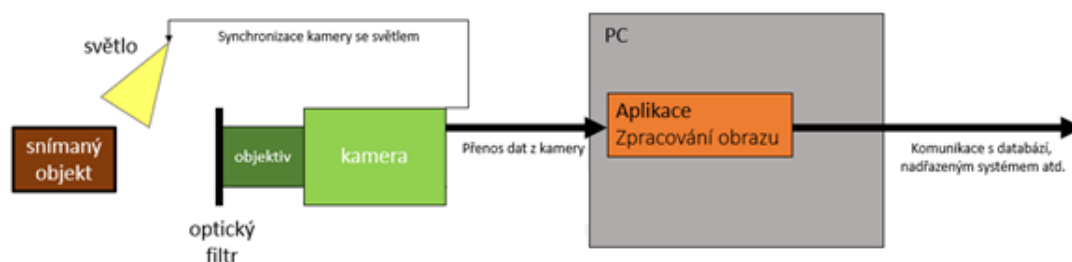 světlo
Synchronizace kamery se světlem
PC
snímaný
objekt
objektiv
kamera
optický
filtr
Přenos dat z kamery
Aplikace
Zpracování obrazu
Komunikace s databází,
nadřazeným systémem atd.